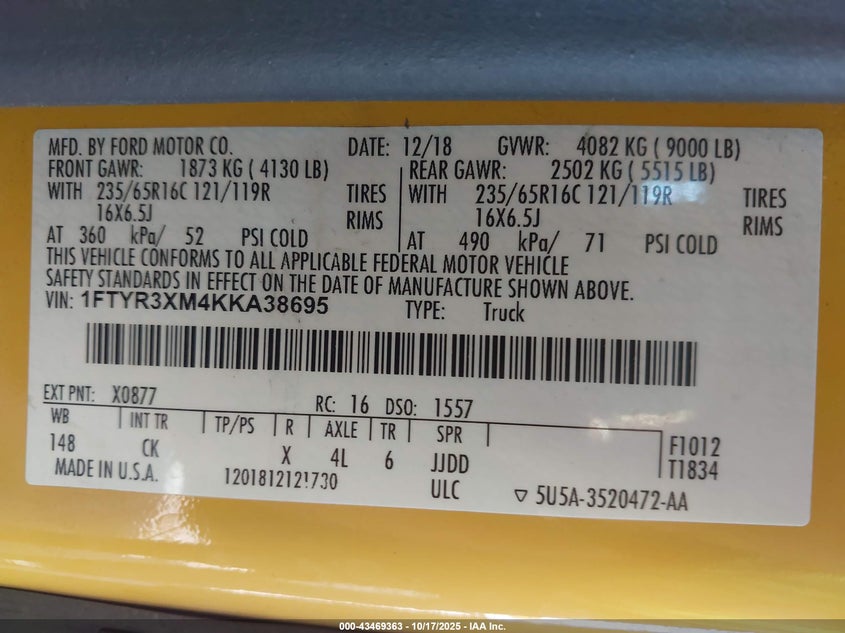 MFD. BY FORD MOTOR CO. DATE: 12/18 GVWR: 4082 KG ( 9000 LB)
FRONT GAWR: 1873 KG ( 4130 LB) REAR GAWR: 2502 KG ( 5515 LB)
WITH 235/65R16C 121/119R TIRES WITH 235/65R16C 121/119R TIRES
16X6.5J RIMS 16X6.5J RIMS
AT 360 kPa/ 52 PSI COLD AT 490 kPa/ 71 PSI COLD
THIS VEHICLE CONFORMS TO ALL APPLICABLE FEDERAL MOTOR VEHICLE
SAFETY STANDARDS IN EFFECT ON THE DATE OF MANUFACTURE SHOWN ABOVE.
VIN: 1FTYR3XM4KKA38695 TYPE: Truck
EXT PNT: X0877 RC: 16 DSO: 1557
WB INT TR TP/PS R AXLE TR SPR F1012
148 CK X 4L 6 JJDD T1834
MADE IN U.S.A. 1201812121730 ULC ▽ 5U5A-3520472-AA
000-43469363 | 10/17/2025 - IAA Inc.